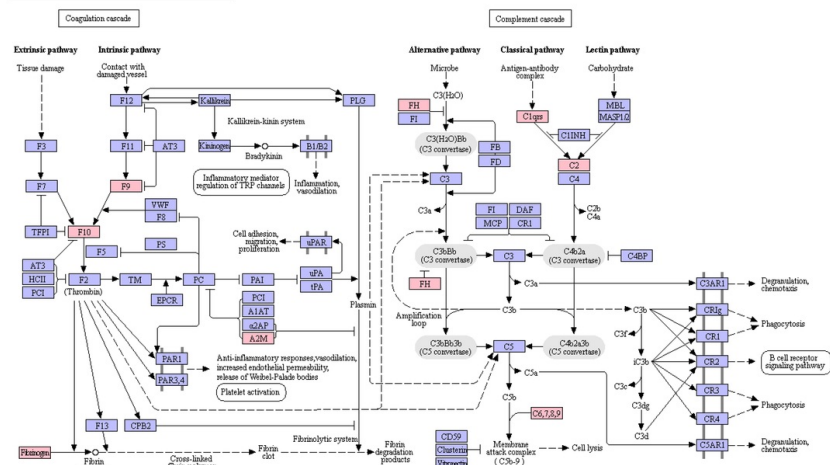 Coagulation cascade
Complement cascade
Extrinsic pathway
Intrinsic pathway
Alternative pathway
Classical pathway
Lectin pathway
Tissue damage
Contact with
damaged vessel
Microbe
Antigen-antibody
complex
Carbohydrate
F12
Kallikrein
PLG
C3(H2O)
FH
FI
C1qrs
MBL
MASP1/2
Kallikrein-kinin system
F3
F11
AT3
Kininogen
Bradykinin
B1/B2
C3(H2O)Bb
(C3 convertase)
FB
FD
C1INH
C2
C4
F7
F9
Inflammatory mediator
regulation of TRP channels
Inflammation,
vasodilation
C3
VWF
F8
C3a
FI
DAF
MCP
CR1
C2b
C4a
TFPI
F10
F5
PS
Cell adhesion,
migration,
proliferation
uPAR
C3bBb
(C3 convertase)
C3
C4b2a
(C3 convertase)
C4BP
AT3
HCII
PCI
F2
(Thrombin)
TM
PC
PAI
uPA
tPA
EPCR
PCI
A1AT
α2AP
A2M
Plasmin
FH
Amplification
loop
C3a
C3b
C3b
C3AR1
Degranulation,
chemotaxis
CRIg
CR1
Phagocytosis
C3f
PAR1
PAR3,4
Anti-inflammatory responses,vasodilation,
increased endothelial permeability,
release of Weibel-Palade bodies
Platelet activation
C3bBb3b
(C5 convertase)
C5
C4b2a3b
(C5 convertase)
iC3b
CR2
B cell receptor
signaling pathway
C5a
C3c
C3dg
C3d
CR3
CR4
Phagocytosis
C5b
C6,7,8,9
F13
CPB2
Fibrinolytic system
CD59
Clusterin
Vitronectin
Membrane
attack complex
(C5b-9)
Cell lysis
C5AR1
Degranulation,
chemotaxis
Fibrinogen
Fibrin
Cross-linked
Fibrin
clot
Fibrin
degradation
products